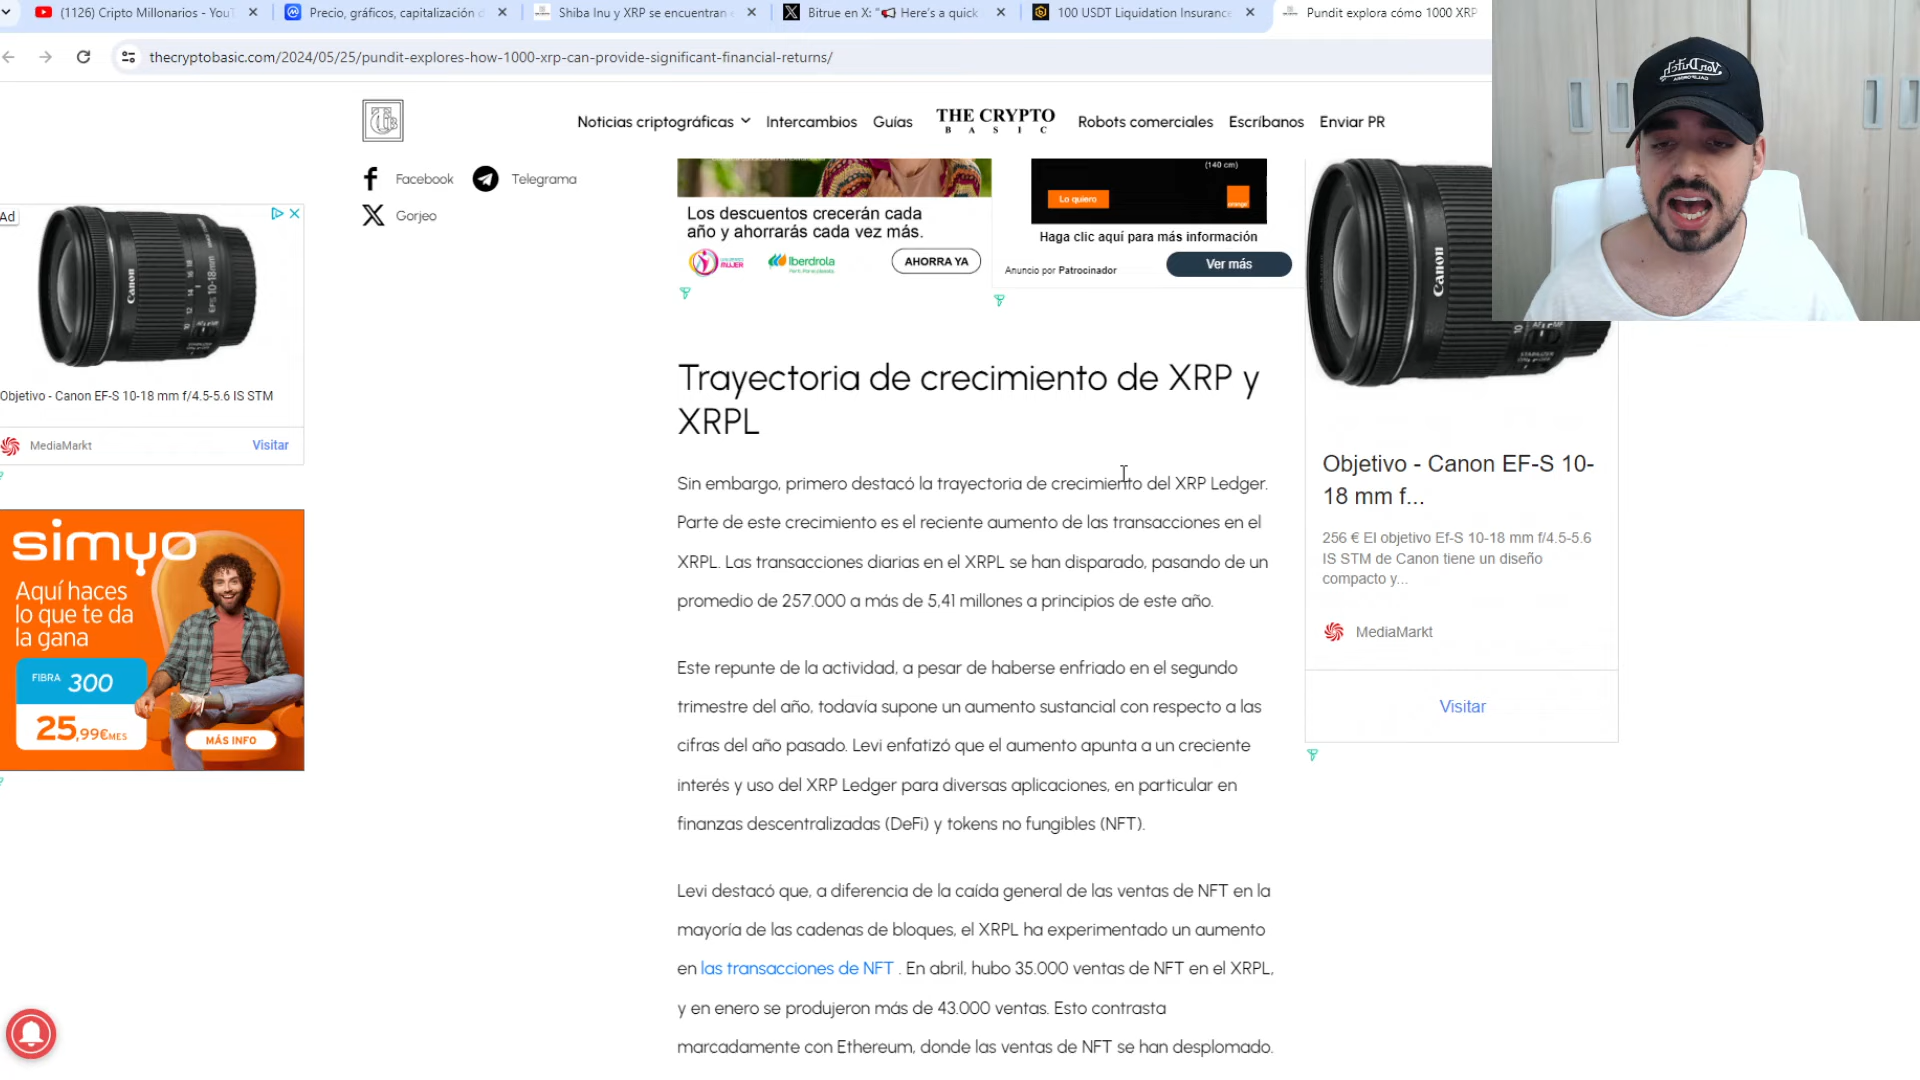 (1126) Cripto Millonarios - YouT
Precio, gráficos, capitalización d
Shiba Inu y XRP se encuentran e
Bitrue en X: "📢 Here's a quick
100 USDT Liquidation Insurance
Pundit explora cómo 1000 XRP
thecryptobasic.com/2024/05/25/pundit-explores-how-1000-xrp-can-provide-significant-financial-returns/
Noticias criptográficas
Intercambios
Guías
THE CRYPTO
BASIC
Robots comerciales
Escríbanos
Enviar PR
Facebook
Telegrama
Gorjeo
Ad
Canon
EFS 10-18mm
Objetivo - Canon EF-S 10-18 mm f/4.5-5.6 IS STM
MediaMarkt
Visitar
simyo
Aquí haces
lo que te da
la gana
FIBRA 300
25,99€MES
MÁS INFO
Los descuentos crecerán cada
año y ahorrarás cada vez más.
Iberdrola
AHORRA YA
(140 cm)
Lo quiero
orange
Haga clic aquí para más información
Anuncio por Patrocinador
Ver más
Trayectoria de crecimiento de XRP y
XRPL
Sin embargo, primero destacó la trayectoria de crecimiento del XRP Ledger.
Parte de este crecimiento es el reciente aumento de las transacciones en el
XRPL. Las transacciones diarias en el XRPL se han disparado, pasando de un
promedio de 257.000 a más de 5,41 millones a principios de este año.
Este repunte de la actividad, a pesar de haberse enfriado en el segundo
trimestre del año, todavía supone un aumento sustancial con respecto a las
cifras del año pasado. Levi enfatizó que el aumento apunta a un creciente
interés y uso del XRP Ledger para diversas aplicaciones, en particular en
finanzas descentralizadas (DeFi) y tokens no fungibles (NFT).
Levi destacó que, a diferencia de la caída general de las ventas de NFT en la
mayoría de las cadenas de bloques, el XRPL ha experimentado un aumento
en las transacciones de NFT . En abril, hubo 35.000 ventas de NFT en el XRPL,
y en enero se produjeron más de 43.000 ventas. Esto contrasta
marcadamente con Ethereum, donde las ventas de NFT se han desplomado.
Canon
STABILIZER
Objetivo - Canon EF-S 10-
18 mm f...
256 € El objetivo Ef-S 10-18 mm f/4.5-5.6
IS STM de Canon tiene un diseño
compacto y...
MediaMarkt
Visitar
Von Dutch